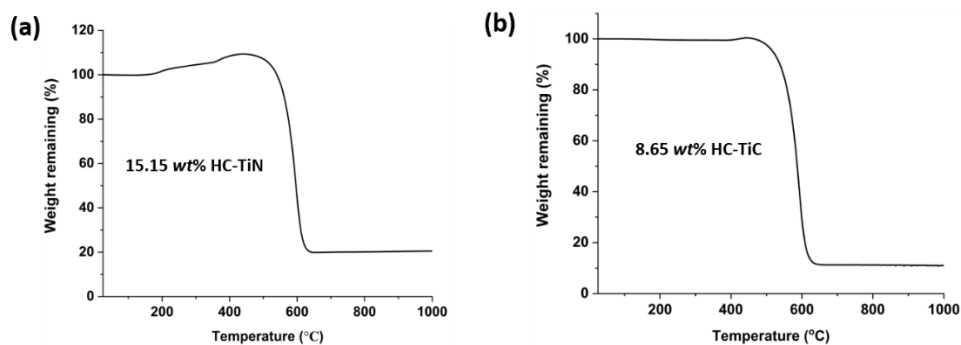 (a)
120
100
80
60
40
20
0
Weight remaining (%)
15.15 wt% HC-TiN
200
400
600
800
1000
Temperature (°C)
(b)
100
80
60
40
20
0
Weight remaining (%)
8.65 wt% HC-TiC
200
400
600
800
1000
Temperature (°C)